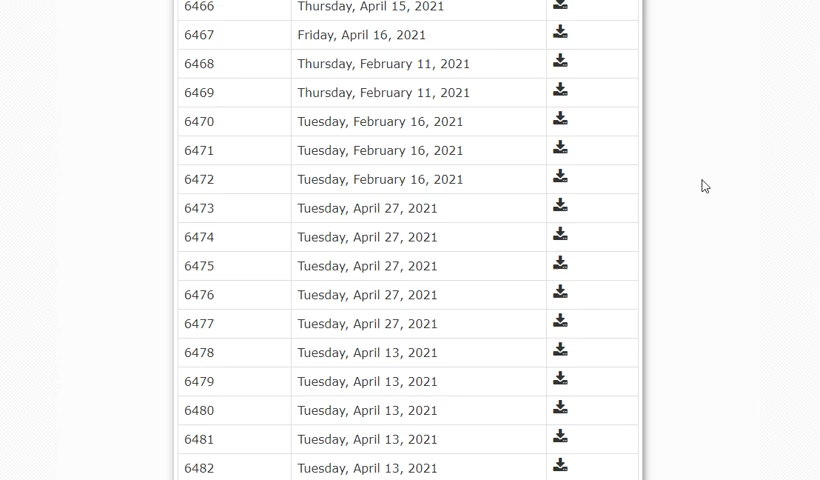 6466 Thursday, April 15, 2021
6467 Friday, April 16, 2021
6468 Thursday, February 11, 2021
6469 Thursday, February 11, 2021
6470 Tuesday, February 16, 2021
6471 Tuesday, February 16, 2021
6472 Tuesday, February 16, 2021
6473 Tuesday, April 27, 2021
6474 Tuesday, April 27, 2021
6475 Tuesday, April 27, 2021
6476 Tuesday, April 27, 2021
6477 Tuesday, April 27, 2021
6478 Tuesday, April 13, 2021
6479 Tuesday, April 13, 2021
6480 Tuesday, April 13, 2021
6481 Tuesday, April 13, 2021
6482 Tuesday, April 13, 2021